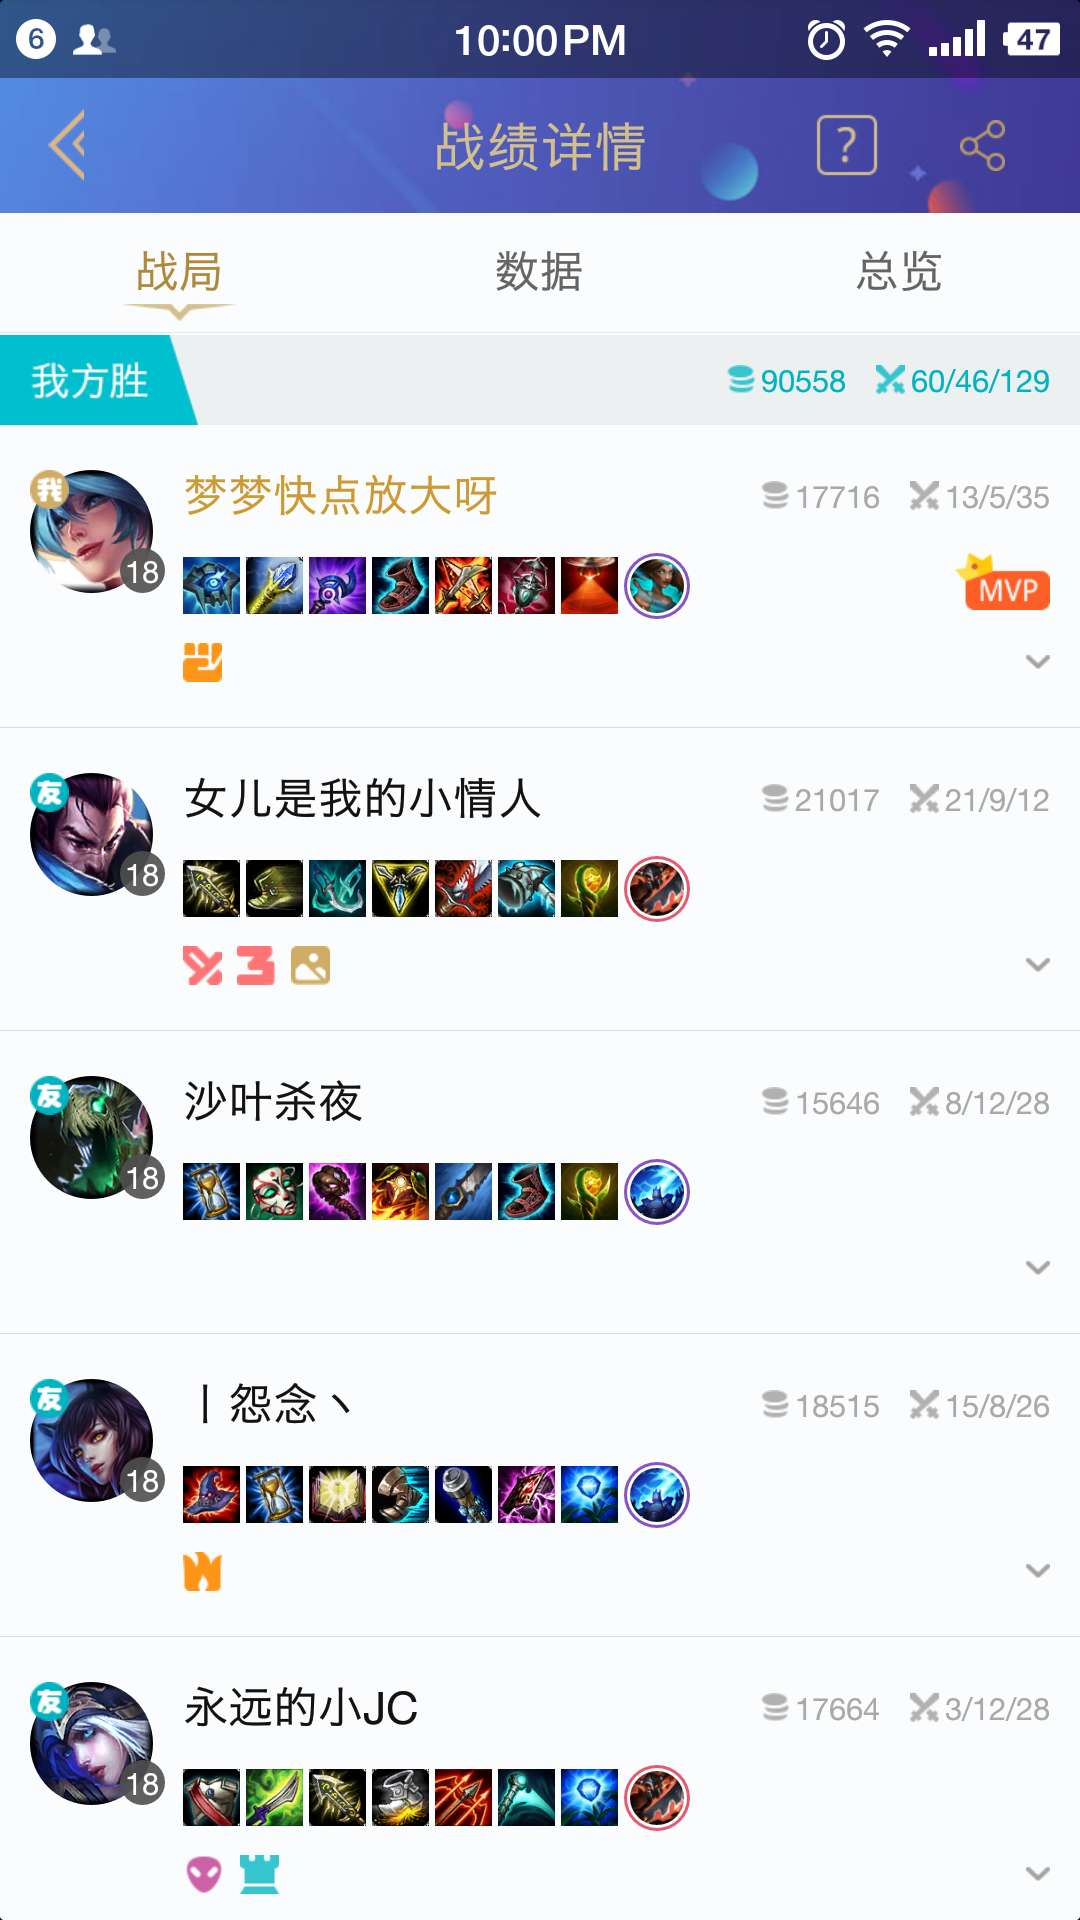 6 10:00 PM 47
战绩详情 ?
战局 数据 总览
我方胜 90558 60/46/129
我 梦梦快点放大呀 17716 13/5/35
18
MVP
友 女儿是我的小情人 21017 21/9/12
18
友 沙叶杀夜 15646 8/12/28
18
友 丨怨念丶 18515 15/8/26
18
友 永远的小JC 17664 3/12/28
18